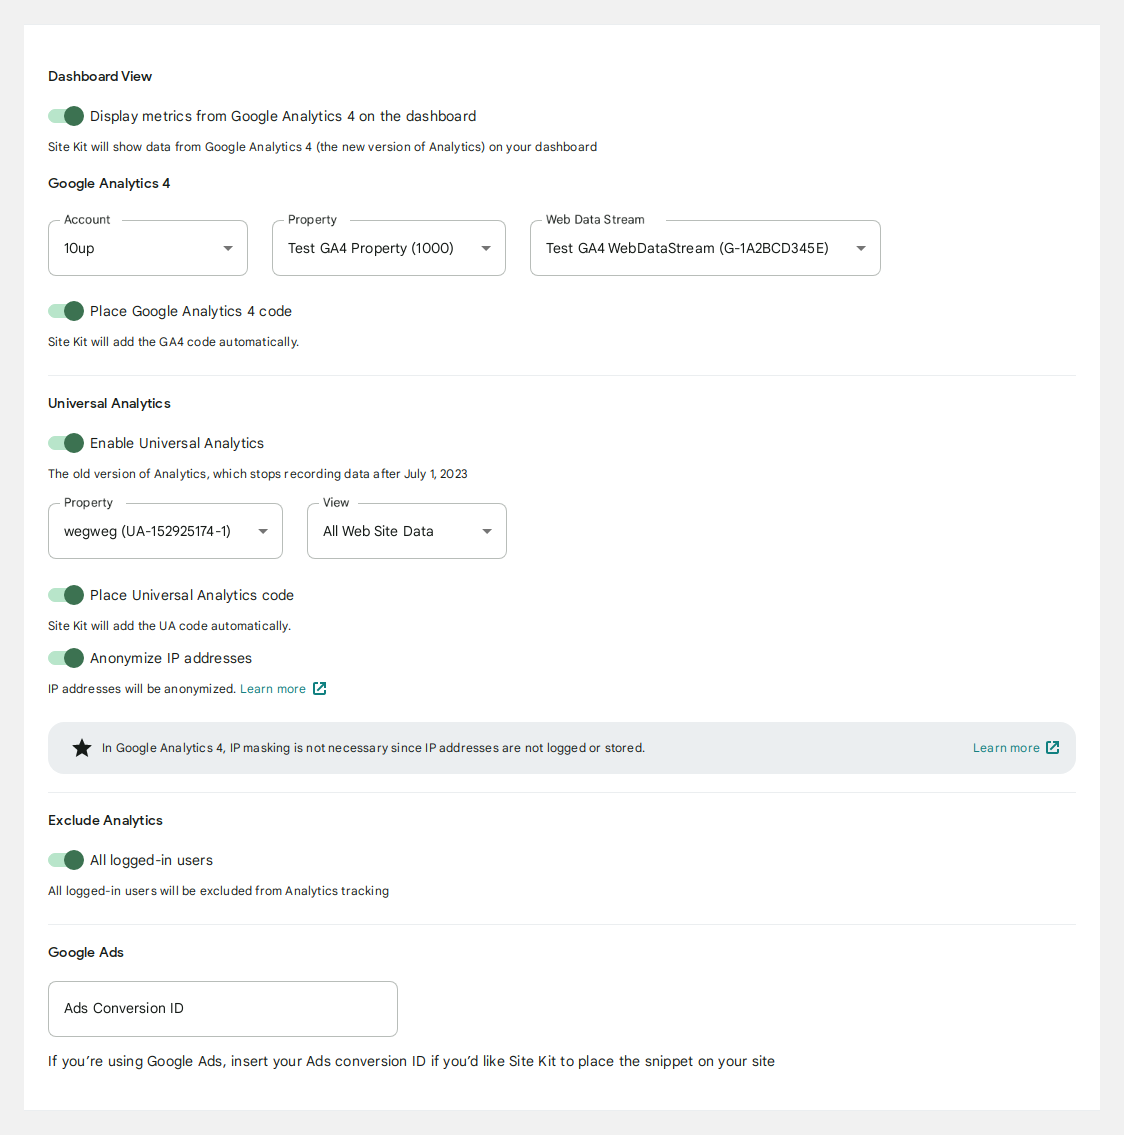 Dashboard View
Display metrics from Google Analytics 4 on the dashboard
Site Kit will show data from Google Analytics 4 (the new version of Analytics) on your dashboard
Google Analytics 4
Account Property Web Data Stream
10up Test GA4 Property (1000) Test GA4 WebDataStream (G-1A2BCD345E)
Place Google Analytics 4 code
Site Kit will add the GA4 code automatically.
Universal Analytics
Enable Universal Analytics
The old version of Analytics, which stops recording data after July 1, 2023
Property View
wegweg (UA-152925174-1) All Web Site Data
Place Universal Analytics code
Site Kit will add the UA code automatically.
Anonymize IP addresses
IP addresses will be anonymized. Learn more
In Google Analytics 4, IP masking is not necessary since IP addresses are not logged or stored. Learn more
Exclude Analytics
All logged-in users
All logged-in users will be excluded from Analytics tracking
Google Ads
Ads Conversion ID
If you’re using Google Ads, insert your Ads conversion ID if you’d like Site Kit to place the snippet on your site